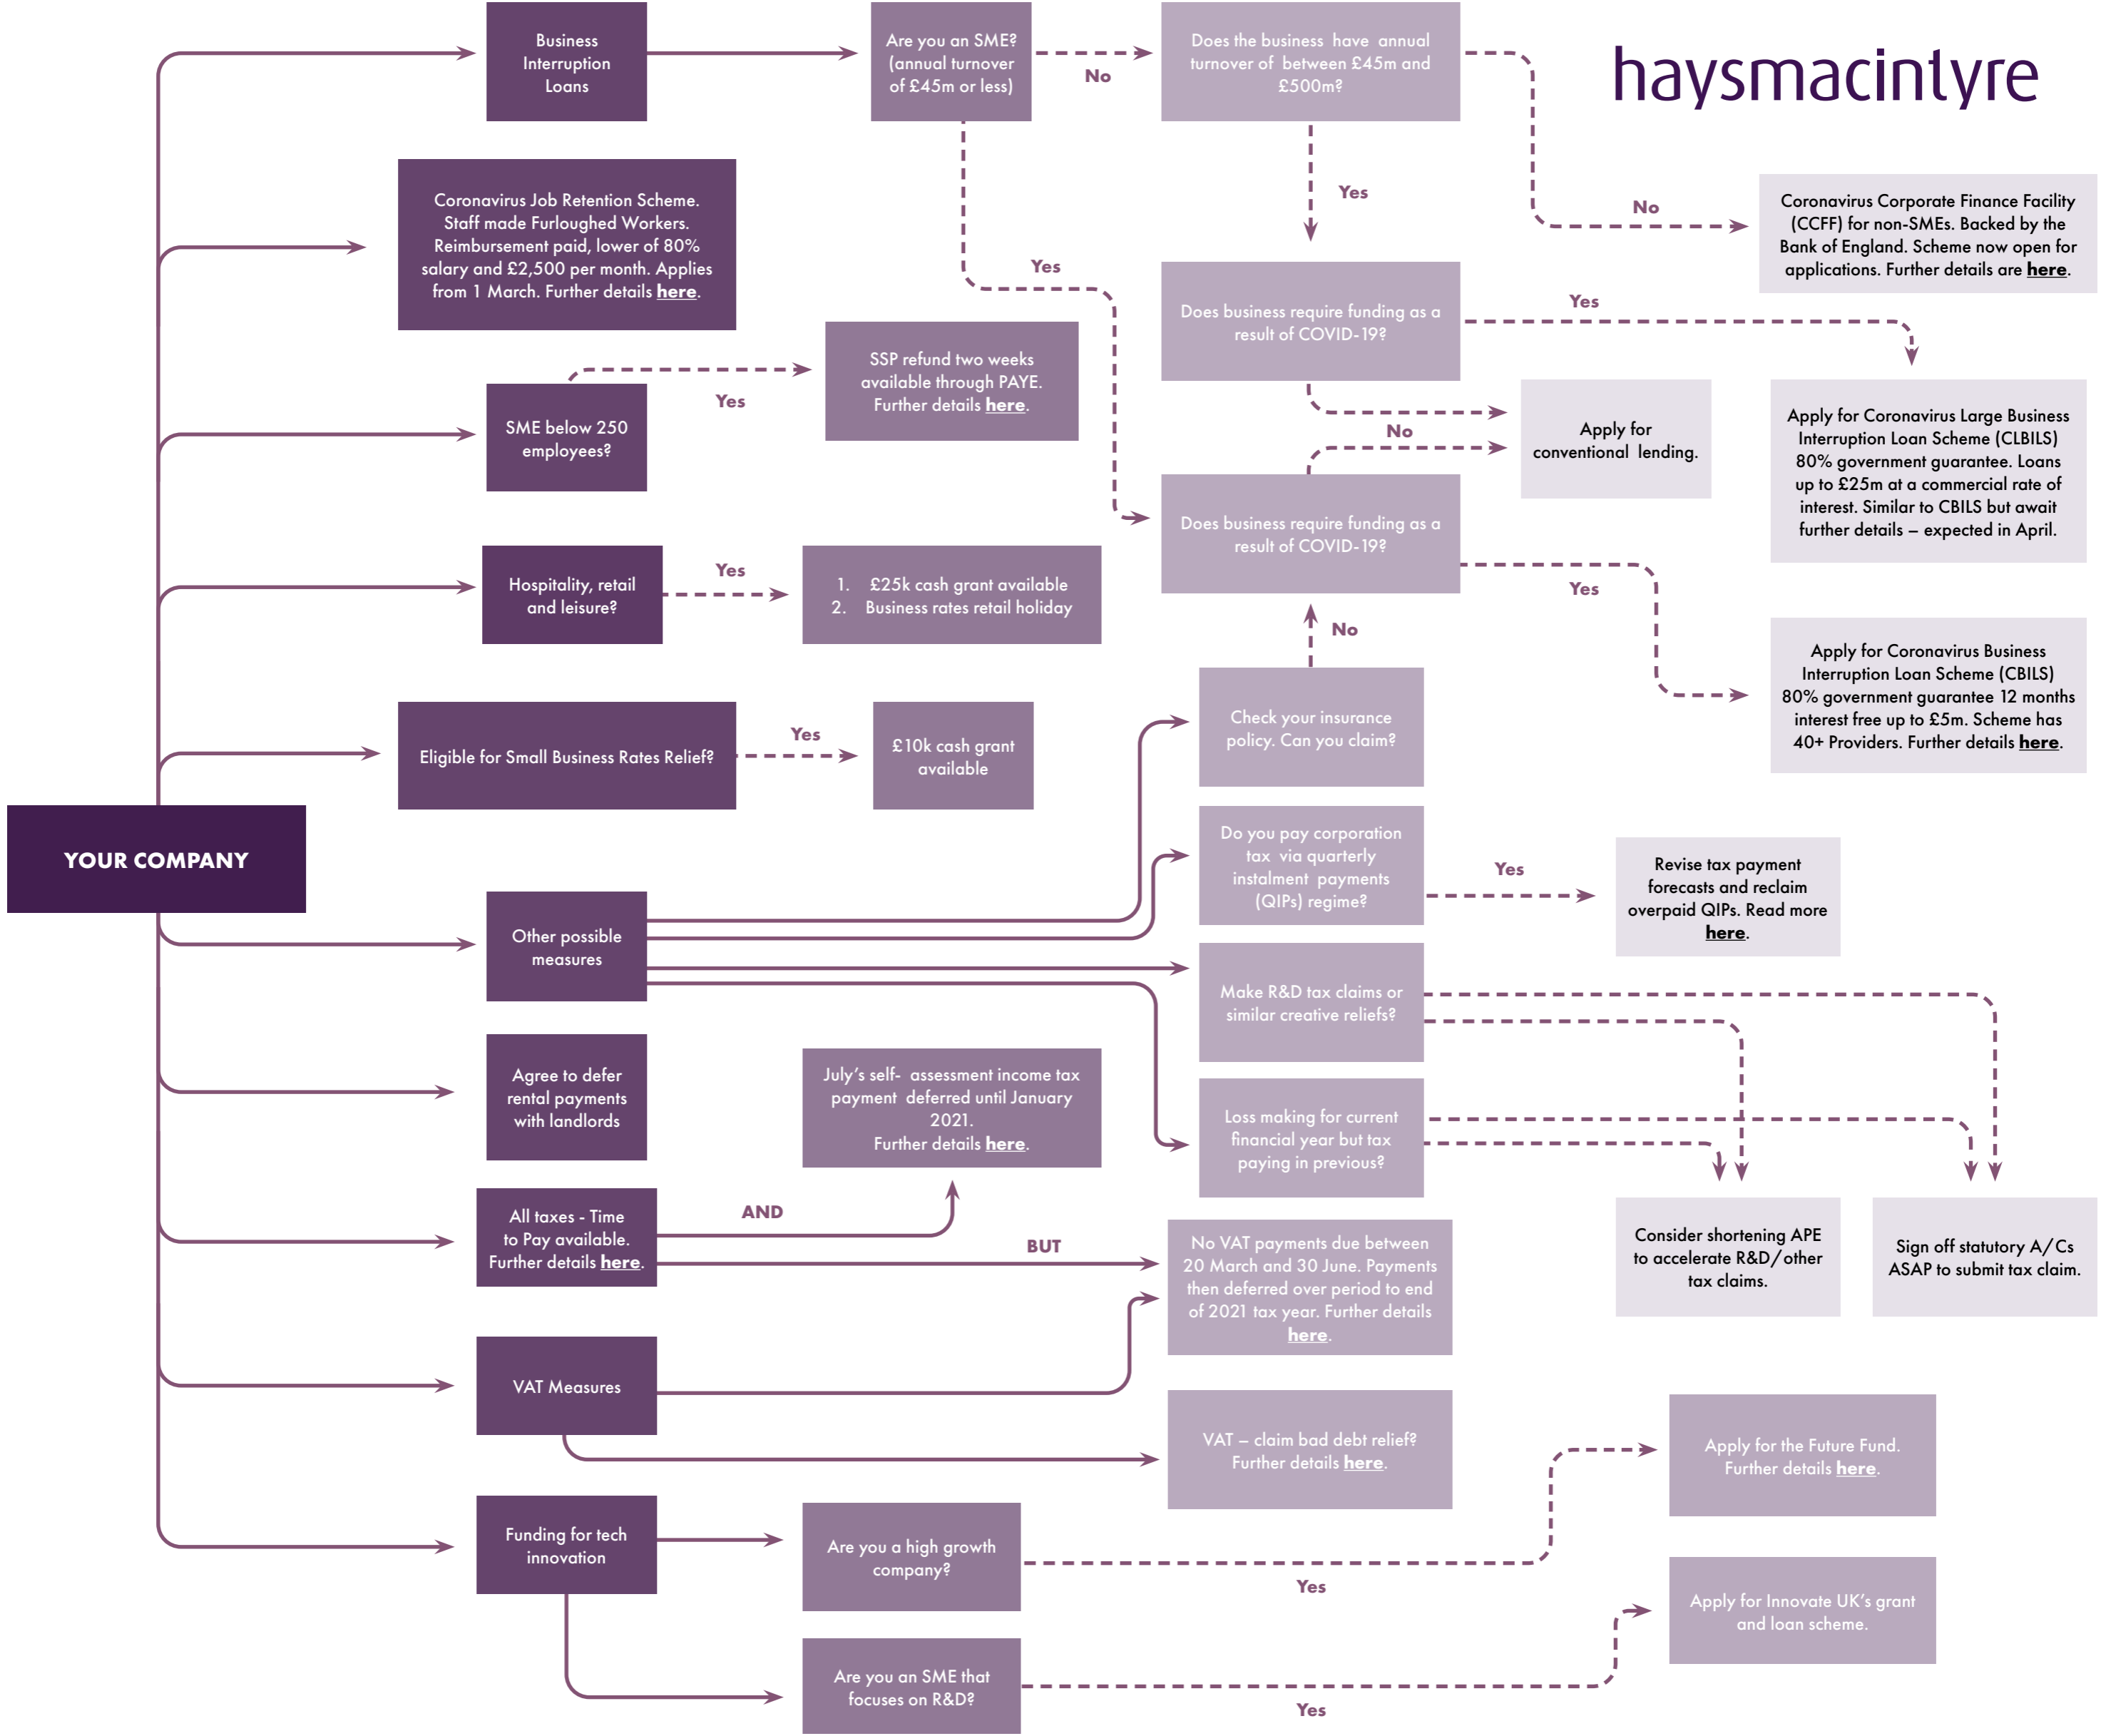 haysmacintyre
Business
Interruption
Loans
Are you an SME?
(annual turnover
of £45m or less)
No
Does the business have annual
turnover of between £45m and
£500m?
Yes
No
Coronavirus Corporate Finance Facility
(CCFF) for non-SMEs. Backed by the
Bank of England. Scheme now open for
applications. Further details are here.
Coronavirus Job Retention Scheme.
Staff made Furloughed Workers.
Reimbursement paid, lower of 80%
salary and £2,500 per month. Applies
from 1 March. Further details here.
Yes
Does business require funding as a
result of COVID-19?
Yes
SME below 250
employees?
Yes
SSP refund two weeks
available through PAYE.
Further details here.
No
Apply for
conventional lending.
Apply for Coronavirus Large Business
Interruption Loan Scheme (CLBILS)
80% government guarantee. Loans
up to £25m at a commercial rate of
interest. Similar to CBILS but await
further details – expected in April.
Does business require funding as a
result of COVID-19?
Yes
Hospitality, retail
and leisure?
Yes
1. £25k cash grant available
2. Business rates retail holiday
No
Apply for Coronavirus Business
Interruption Loan Scheme (CBILS)
80% government guarantee 12 months
interest free up to £5m. Scheme has
40+ Providers. Further details here.
Eligible for Small Business Rates Relief?
Yes
£10k cash grant
available
Check your insurance
policy. Can you claim?
YOUR COMPANY
Do you pay corporation
tax via quarterly
instalment payments
(QIPs) regime?
Yes
Revise tax payment
forecasts and reclaim
overpaid QIPs. Read more
here.
Other possible
measures
Make R&D tax claims or
similar creative reliefs?
Agree to defer
rental payments
with landlords
July's self- assessment income tax
payment deferred until January
2021.
Further details here.
Loss making for current
financial year but tax
paying in previous?
All taxes - Time
to Pay available.
Further details here.
AND
BUT
No VAT payments due between
20 March and 30 June. Payments
then deferred over period to end
of 2021 tax year. Further details
here.
Consider shortening APE
to accelerate R&D/other
tax claims.
Sign off statutory A/Cs
ASAP to submit tax claim.
VAT Measures
VAT – claim bad debt relief?
Further details here.
Apply for the Future Fund.
Further details here.
Funding for tech
innovation
Are you a high growth
company?
Yes
Apply for Innovate UK's grant
and loan scheme.
Are you an SME that
focuses on R&D?
Yes